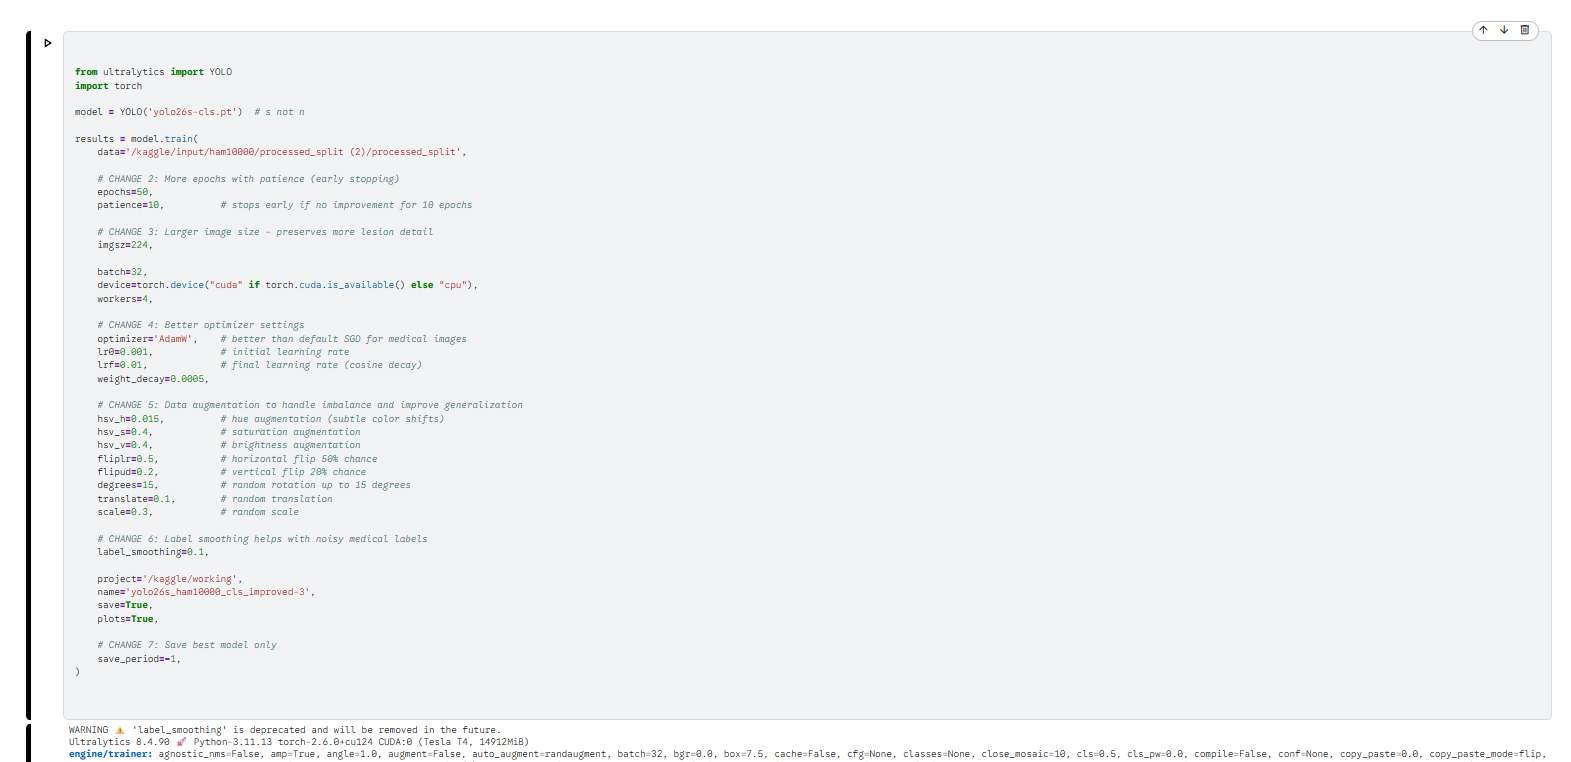 from ultralytics import YOLO
import torch
model = YOLO('yolo26s-cls.pt')  # s not n
results = model.train(
    data='/kaggle/input/ham10000/processed_split (2)/processed_split',
    # CHANGE 2: More epochs with patience (early stopping)
    epochs=50,
    patience=10,          # stops early if no improvement for 10 epochs
    # CHANGE 3: Larger image size – preserves more lesion detail
    imgsz=224,
    batch=32,
    device=torch.device("cuda" if torch.cuda.is_available() else "cpu"),
    workers=4,
    # CHANGE 4: Better optimizer settings
    optimizer='AdamW',    # better than default SGD for medical images
    lr0=0.001,            # initial learning rate
    lrf=0.01,             # final learning rate (cosine decay)
    weight_decay=0.0005,
    # CHANGE 5: Data augmentation to handle imbalance and improve generalization
    hsv_h=0.015,          # hue augmentation (subtle color shifts)
    hsv_s=0.4,            # saturation augmentation
    hsv_v=0.4,            # brightness augmentation
    fliplr=0.5,           # horizontal flip 50% chance
    flipud=0.2,           # vertical flip 20% chance
    degrees=15,           # random rotation up to 15 degrees
    translate=0.1,        # random translation
    scale=0.3,            # random scale
    # CHANGE 6: Label smoothing helps with noisy medical labels
    label_smoothing=0.1,
    project='/kaggle/working',
    name='yolo26s_ham10000_cls_improved-3',
    save=True,
    plots=True,
    # CHANGE 7: Save best model only
    save_period=-1,
)
WARNING ⚠️ 'label_smoothing' is deprecated and will be removed in the future.
Ultralytics 8.4.90 🚀 Python-3.11.13 torch-2.6.0+cu124 CUDA:0 (Tesla T4, 14912MiB)
engine/trainer: agnostic_nms=False, amp=True, angle=1.0, augment=False, auto_augment=randaugment, batch=32, bgr=0.0, box=7.5, cache=False, cfg=None, classes=None, close_mosaic=10, cls=0.5, cls_pw=0.0, compile=False, conf=None, copy_paste=0.0, copy_paste_mode=flip,